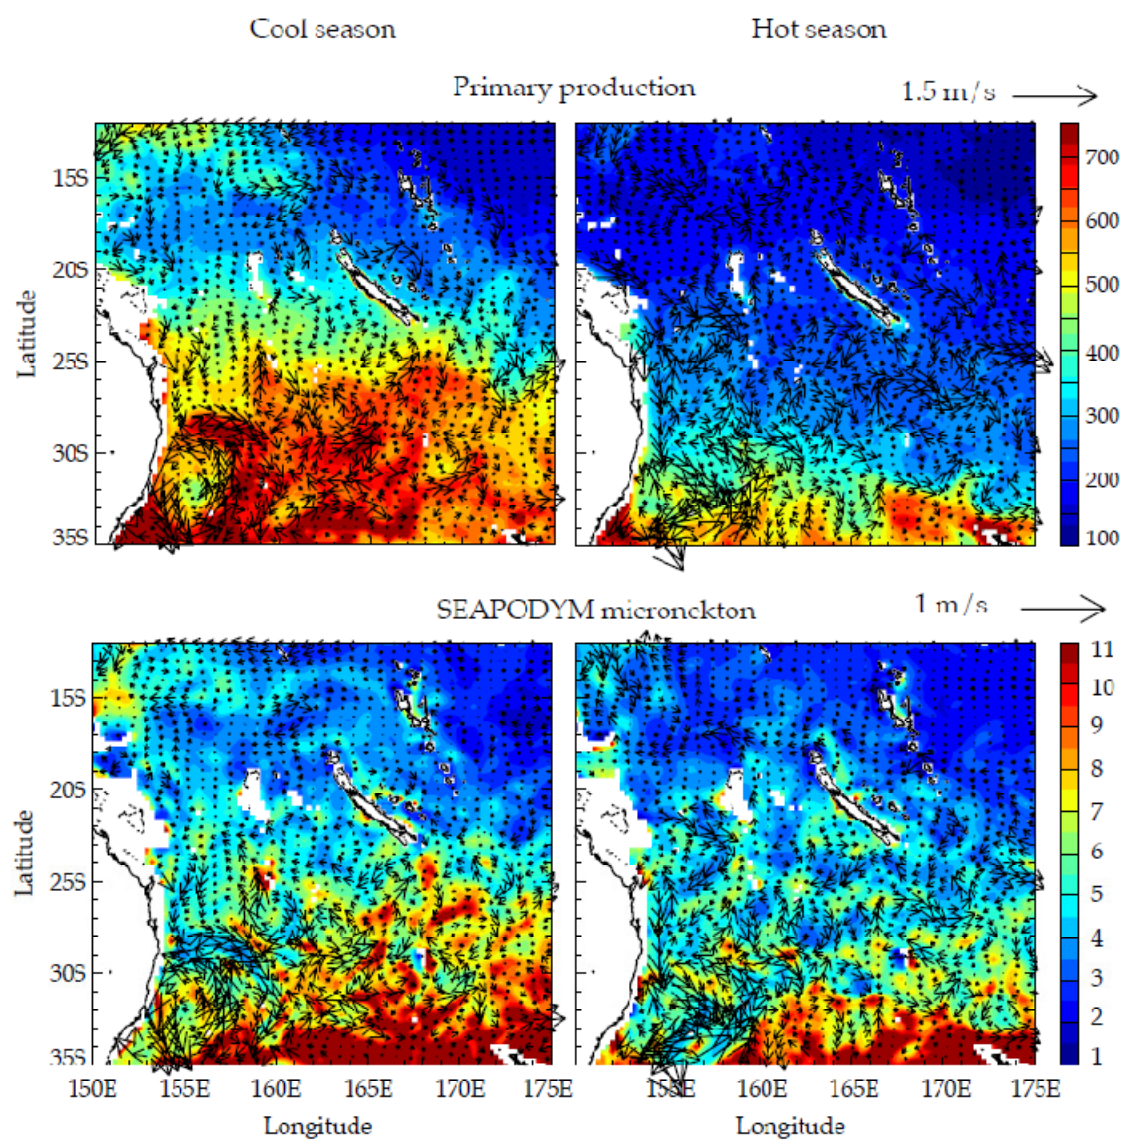 Cool season Hot season
Primary production 1.5 m/s
15S
20S
25S
30S
35S
Latitude
700
600
500
400
300
200
100
SEAPODYM micronckton 1 m/s
15S
20S
25S
30S
35S
Latitude
11
10
9
8
7
6
5
4
3
2
1
150E 155E 160E 165E 170E 175E 155E 160E 165E 170E 175E
Longitude Longitude